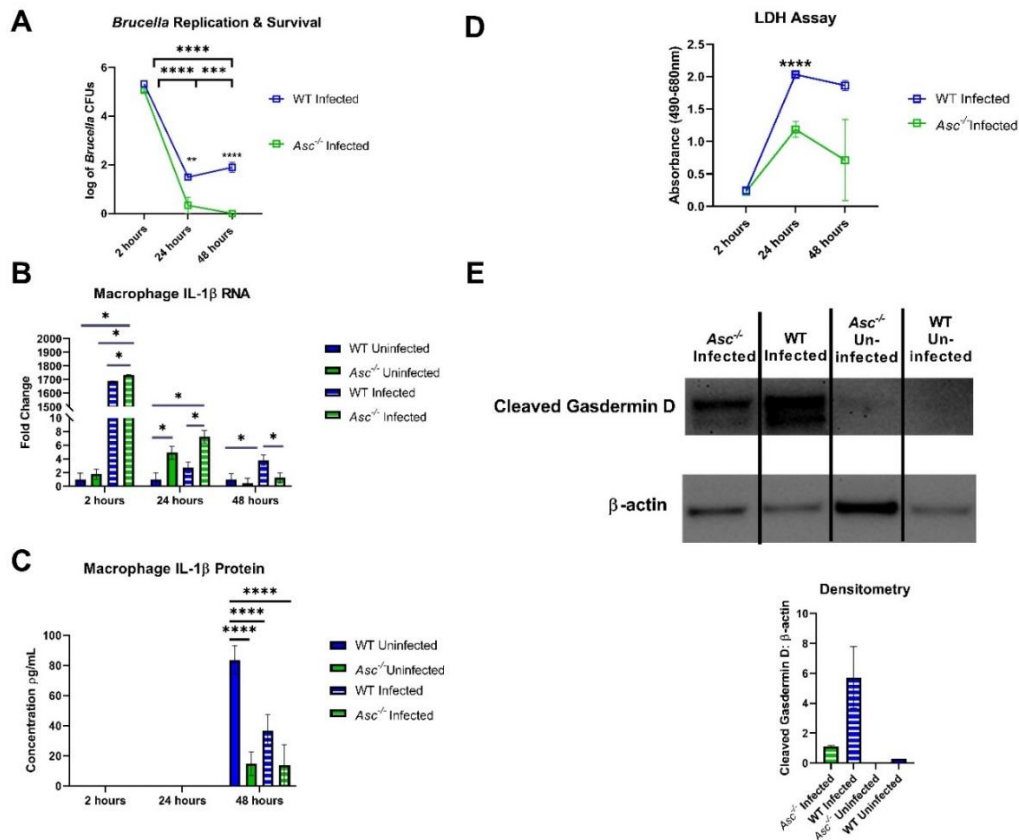 A
Brucella Replication & Survival
****
**** ***
log of Brucella CFUs
6
4
2
0
**
****
2 hours
24 hours
48 hours
WT Infected
Asc-/- Infected
B
Macrophage IL-1β RNA
Fold Change
2000
1900
1800
1700
1600
1500
10
8
6
4
2
0
*
*
*
*
* *
* *
2 hours
24 hours
48 hours
WT Uninfected
Asc-/- Uninfected
WT Infected
Asc-/- Infected
C
Macrophage IL-1β Protein
Concentration pg/mL
100
80
60
40
20
0
****
****
****
2 hours
24 hours
48 hours
WT Uninfected
Asc-/-Uninfected
WT Infected
Asc-/- Infected
D
LDH Assay
Absorbance (490-680nm)
2.5
2.0
1.5
1.0
0.5
0.0
****
2 hours
24 hours
48 hours
WT Infected
Asc-/-Infected
E
Asc-/-
Infected
WT
Infected
Asc-/-
Un-
infected
WT
Un-
infected
Cleaved Gasdermin D
β-actin
Densitometry
Cleaved Gasdermin D: β-actin
8
6
4
2
0
Asc-/- Infected
WT Infected
Asc-/- Uninfected
WT Uninfected